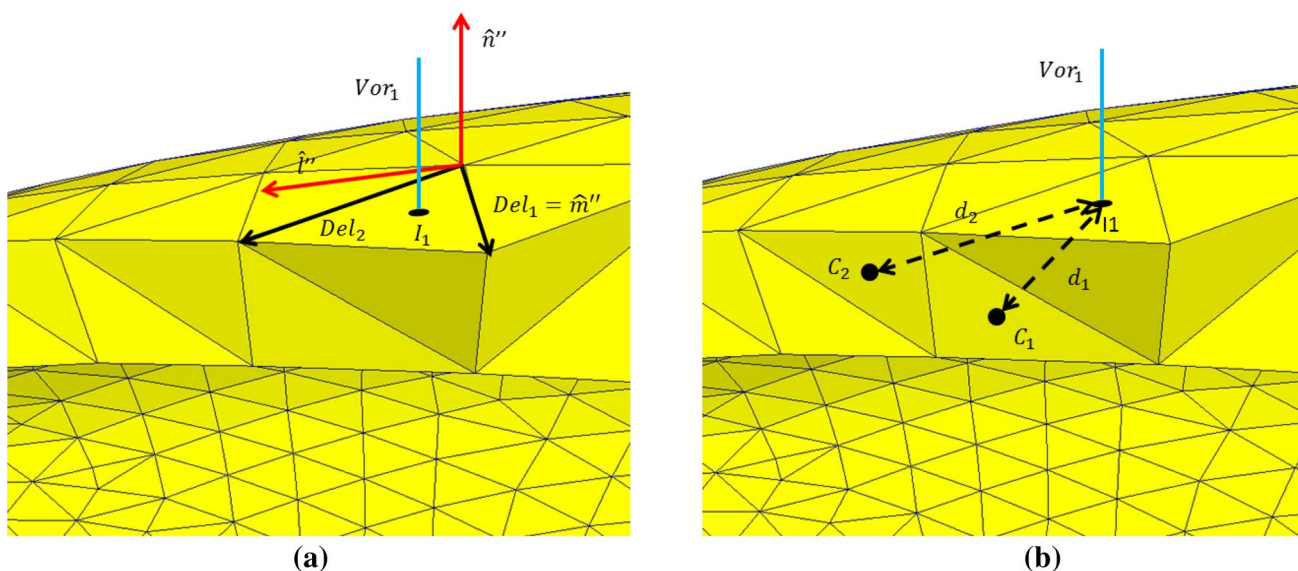 n̂″
Vor₁
l̂″
Del₁ = m̂″
Del₂
I₁
(a)
Vor₁
d₂
I1
C₂
d₁
C₁
(b)